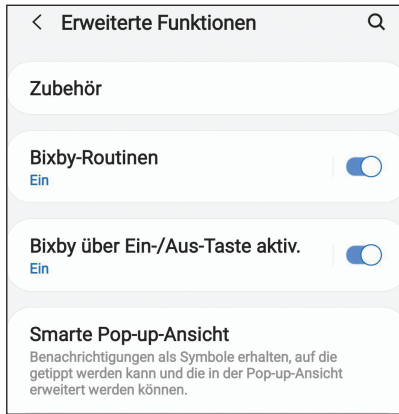 Erweiterte Funktionen
Zubehör
Bixby-Routinen
Ein
Bixby über Ein-/Aus-Taste aktiv.
Ein
Smarte Pop-up-Ansicht
Benachrichtigungen als Symbole erhalten, auf die
getippt werden kann und die in der Pop-up-Ansicht
erweitert werden können.